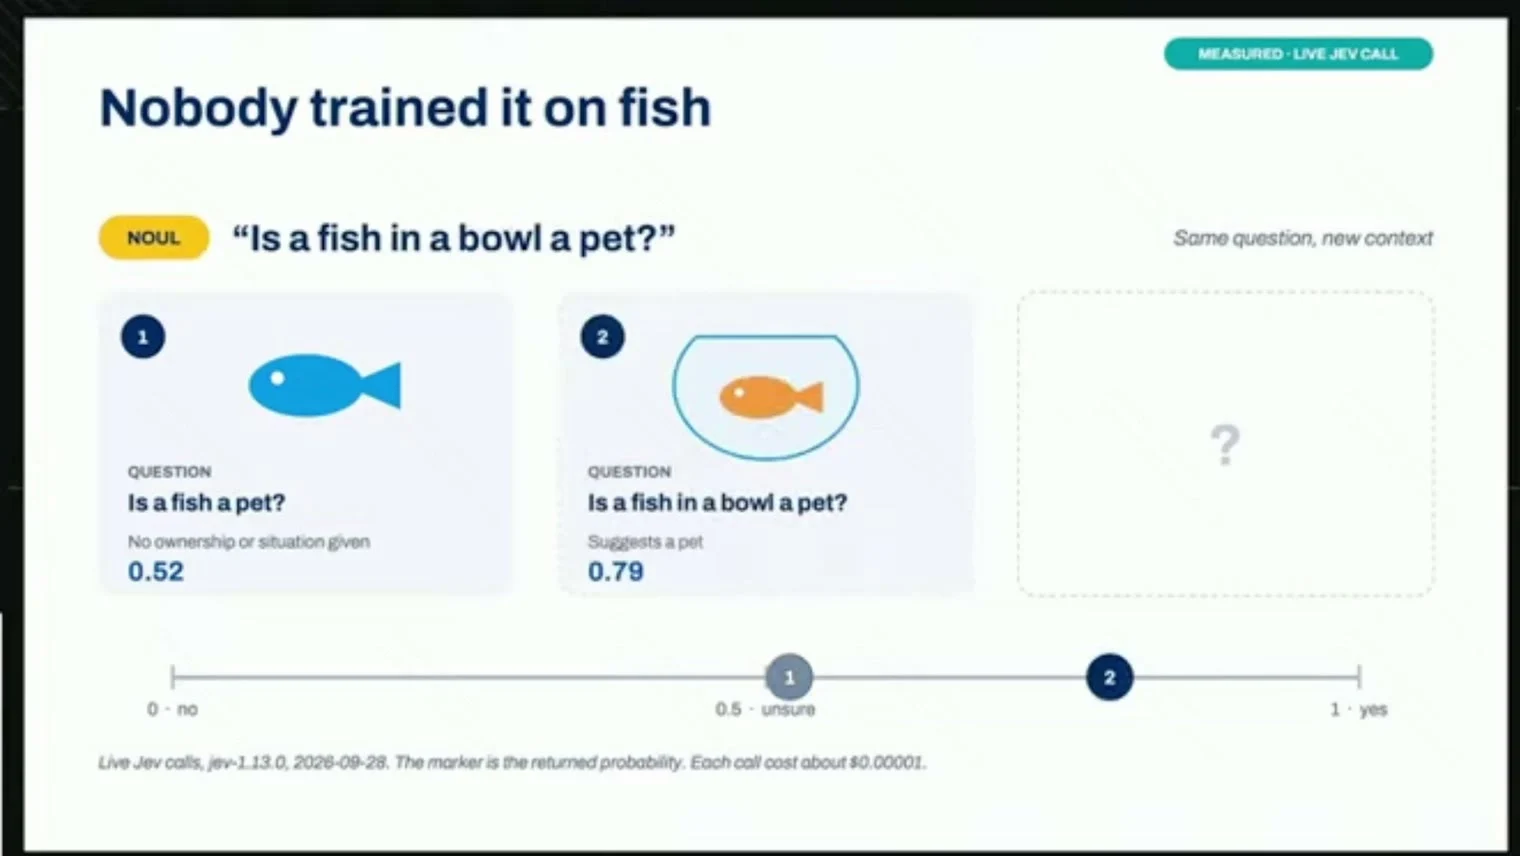 MEASURED · LIVE JEV CALL
Nobody trained it on fish
NOUL “Is a fish in a bowl a pet?”
Same question, new context
1
QUESTION
Is a fish a pet?
No ownership or situation given
0.52
2
QUESTION
Is a fish in a bowl a pet?
Suggests a pet
0.79
?
1
2
0 · no
0.5 · unsure
1 · yes
Live Jev calls, jev-1.13.0, 2026-09-28. The marker is the returned probability. Each call cost about $0.00001.